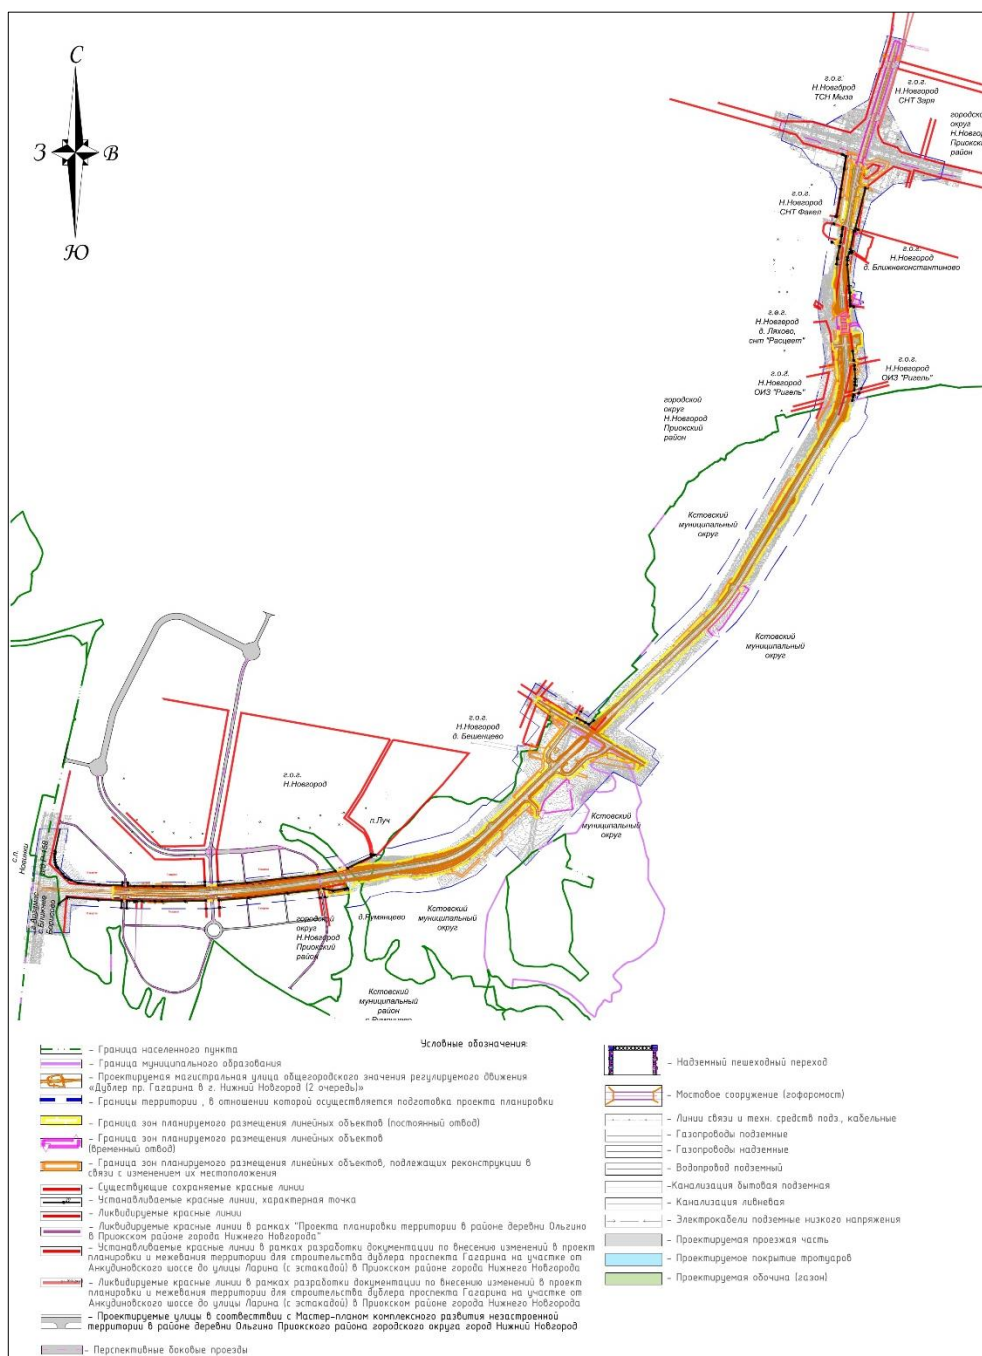 С
З
В
Ю
г.о.г.
Н.Новгород
ТСН Мыза
г.о.г.
Н.Новгород
СНТ Заря
городской
округ
Н.Новгород
Приокский
район
г.о.г.
Н.Новгород
СНТ Факел
г.о.г.
Н.Новгород
д. Ближнеконстантиново
г.о.г.
Н.Новгород
д. Ляхово,
снт "Расцвет"
г.о.г.
Н.Новгород
ОИЗ "Ригель"
г.о.г.
Н.Новгород
ОИЗ "Ригель"
городской
округ
Н.Новгород
Приокский
район
Кстовский
муниципальный
округ
Кстовский
муниципальный
округ
г.о.г.
Н.Новгород
д. Бешенцево
г.о.г.
Н.Новгород
п.Луч
Кстовский
муниципальный
округ
с.п.
Новинки
городской
округ
Н.Новгород
Приокский
район
д.Румянцево
Кстовский
муниципальный
округ
Кстовский
муниципальный
район
Условные обозначения:
– Граница населенного пункта
– Граница муниципального образования
– Проектируемая магистральная улица общегородского значения регулируемого движения
«Дублер пр. Гагарина в г. Нижний Новгород (2 очередь)»
– Границы территории , в отношении которой осуществляется подготовка проекта планировки
– Граница зон планируемого размещения линейных объектов (постоянный отвод)
– Граница зон планируемого размещения линейных объектов
(временный отвод)
– Граница зон планируемого размещения линейных объектов, подлежащих реконструкции в
связи с изменением их местоположения
– Существующие сохраняемые красные линии
– Устанавливаемые красные линии, характерная точка
– Ликвидируемые красные линии
– Ликвидируемые красные линии в рамках "Проекта планировки территории в районе деревни Ольгино
в Приокском районе города Нижнего Новгорода"
– Устанавливаемые красные линии в рамках разработки документации по внесению изменений в проект
планировки и межевания территории для строительства дублера проспекта Гагарина на участке от
Анкудиновского шоссе до улицы Ларина (с эстакадой) в Приокском районе города Нижнего Новгорода
– Ликвидируемые красные линии в рамках разработки документации по внесению изменений в проект
планировки и межевания территории для строительства дублера проспекта Гагарина на участке от
Анкудиновского шоссе до улицы Ларина (с эстакадой) в Приокском районе города Нижнего Новгорода
– Проектируемые улицы в соответствии с Мастер-планом комплексного развития незастроенной
территории в районе деревни Ольгино Приокского района городского округа город Нижний Новгород
– Перспективные боковые проезды
– Надземный пешеходный переход
– Мостовое сооружение (гофромост)
– Линии связи и техн. средств подз., кабельные
– Газопроводы подземные
– Газопроводы надземные
– Водопровод подземный
–Канализация бытовая подземная
– Канализация ливневая
– Электрокабели подземные низкого напряжения
– Проектируемая проезжая часть
– Проектируемое покрытие тротуаров
– Проектируемая обочина (газон)